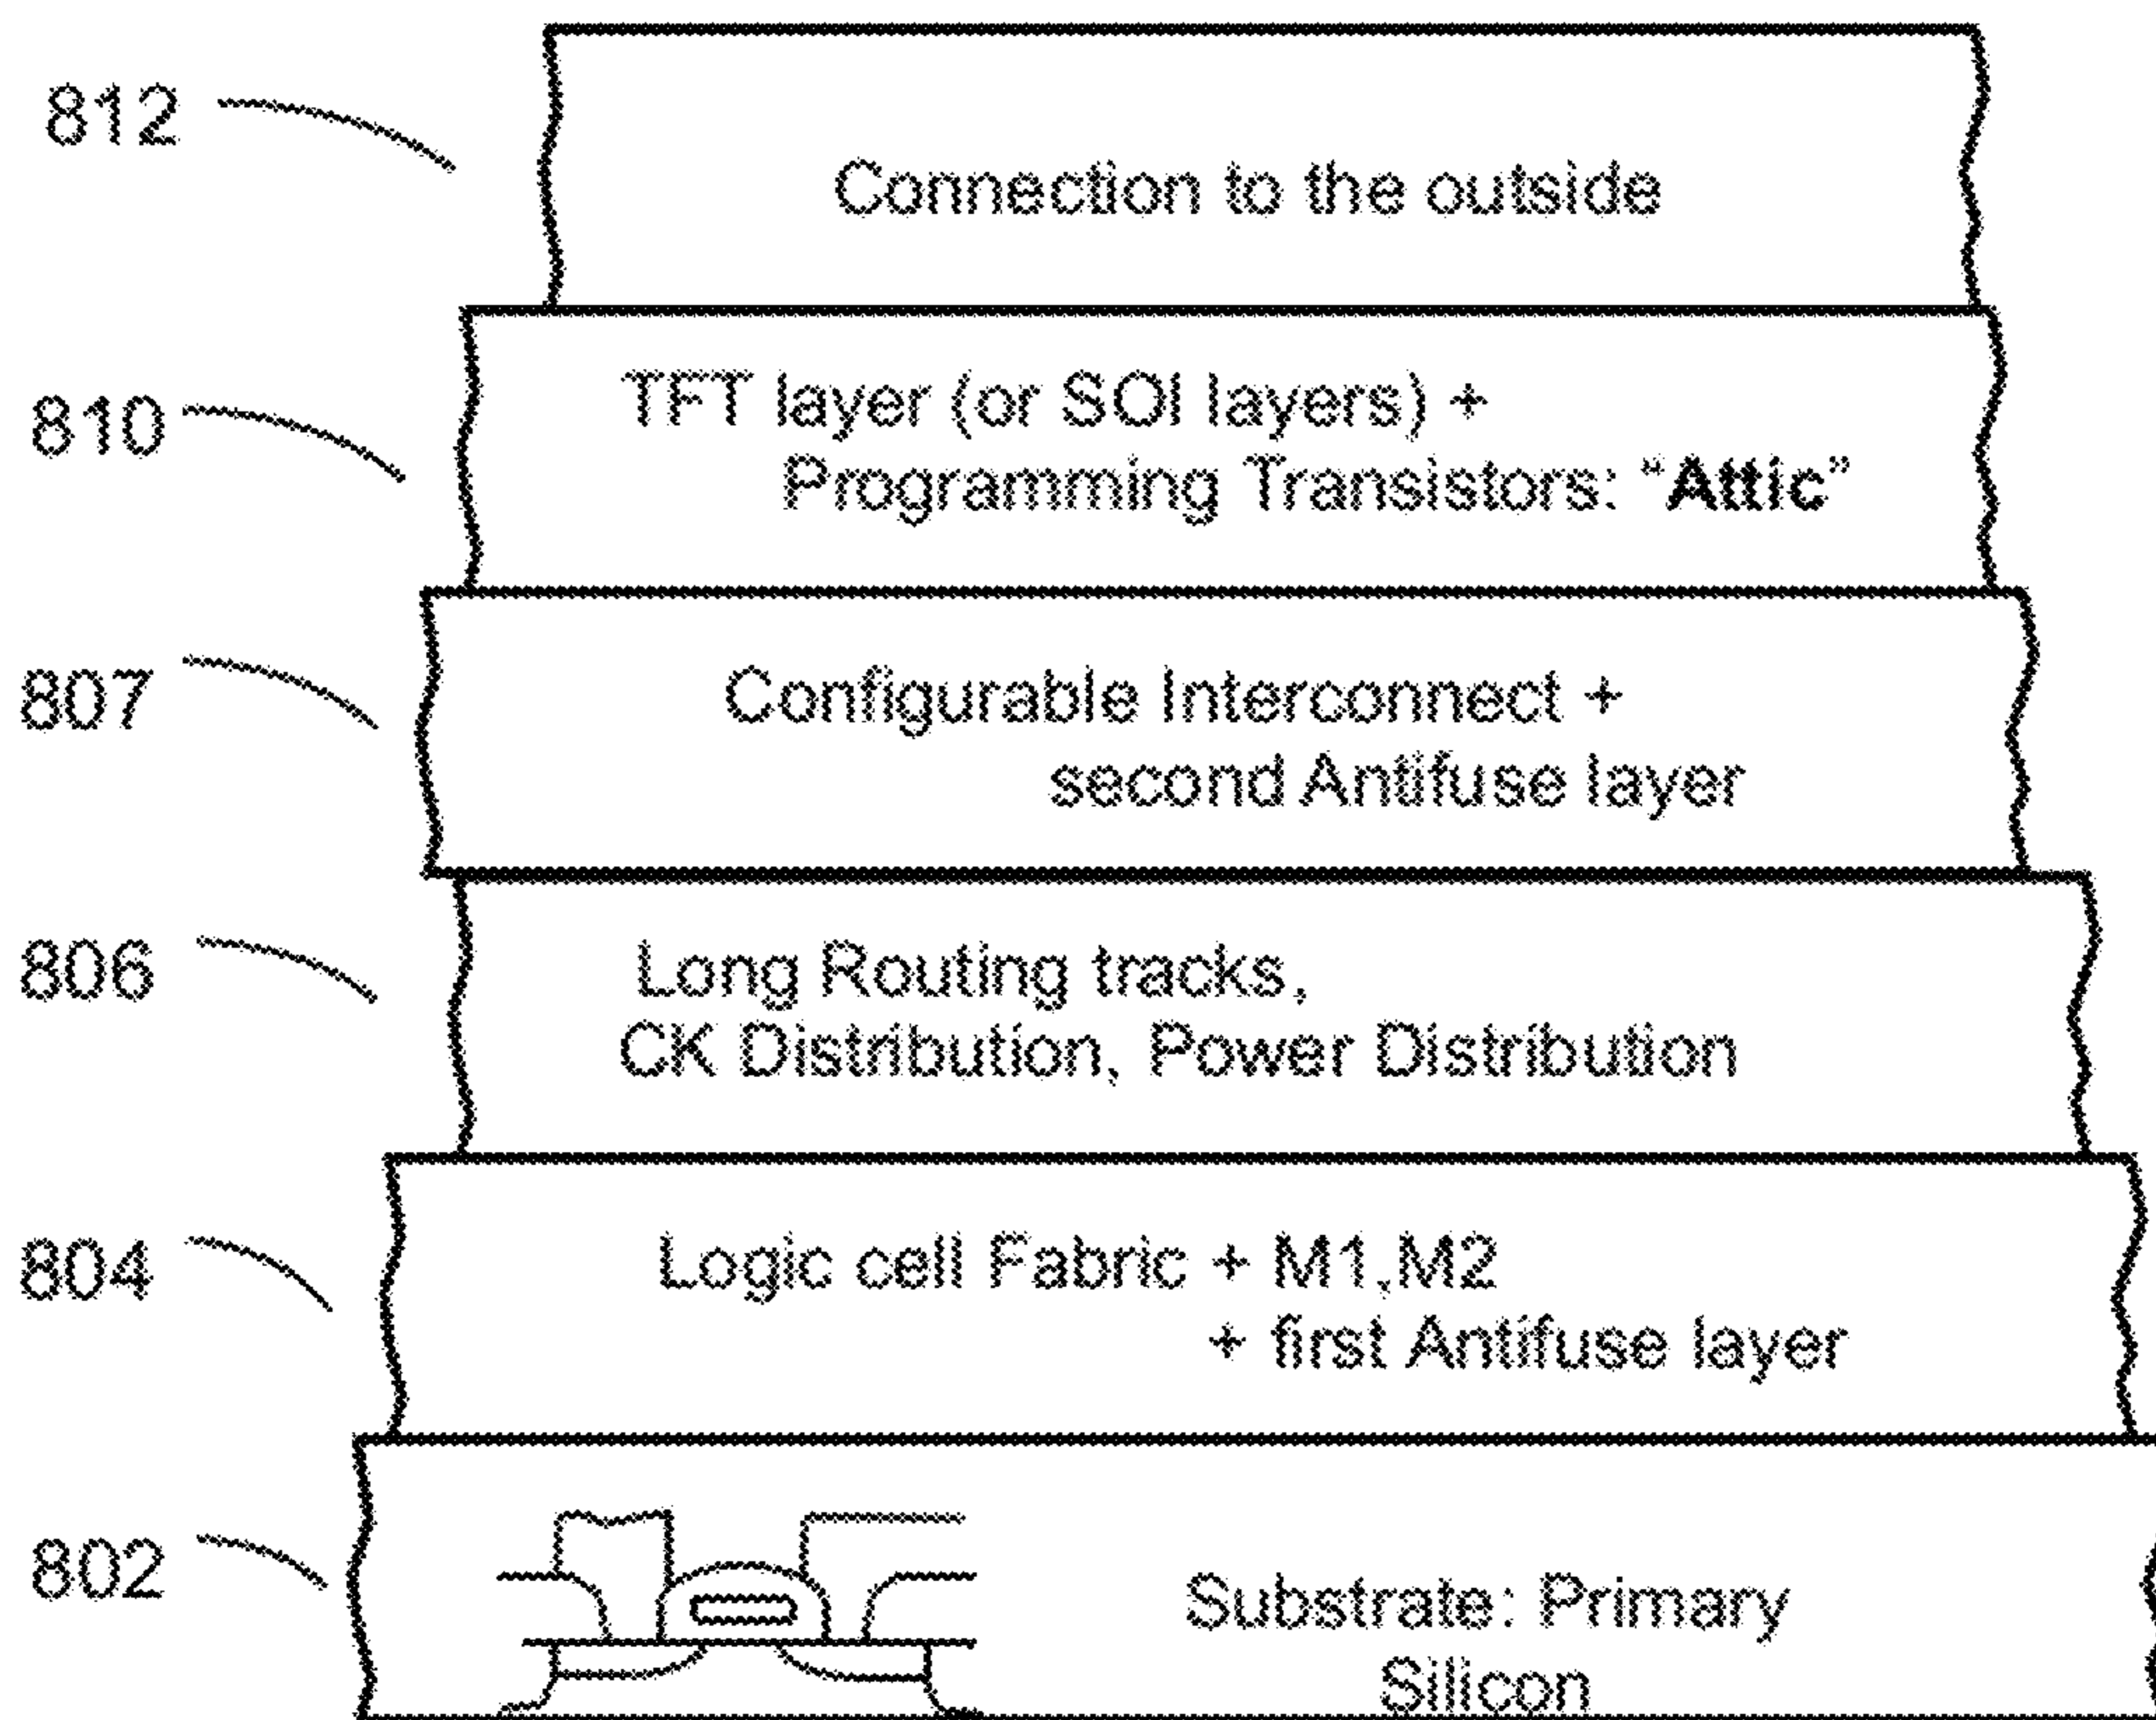 812
Connection to the outside
810
TFT layer (or SOI layers) +
Programming Transistors: “Attic”
807
Configurable Interconnect +
second Antifuse layer
806
Long Routing tracks,
CK Distribution, Power Distribution
804
Logic cell Fabric + M1,M2
+ first Antifuse layer
802
Substrate: Primary
Silicon